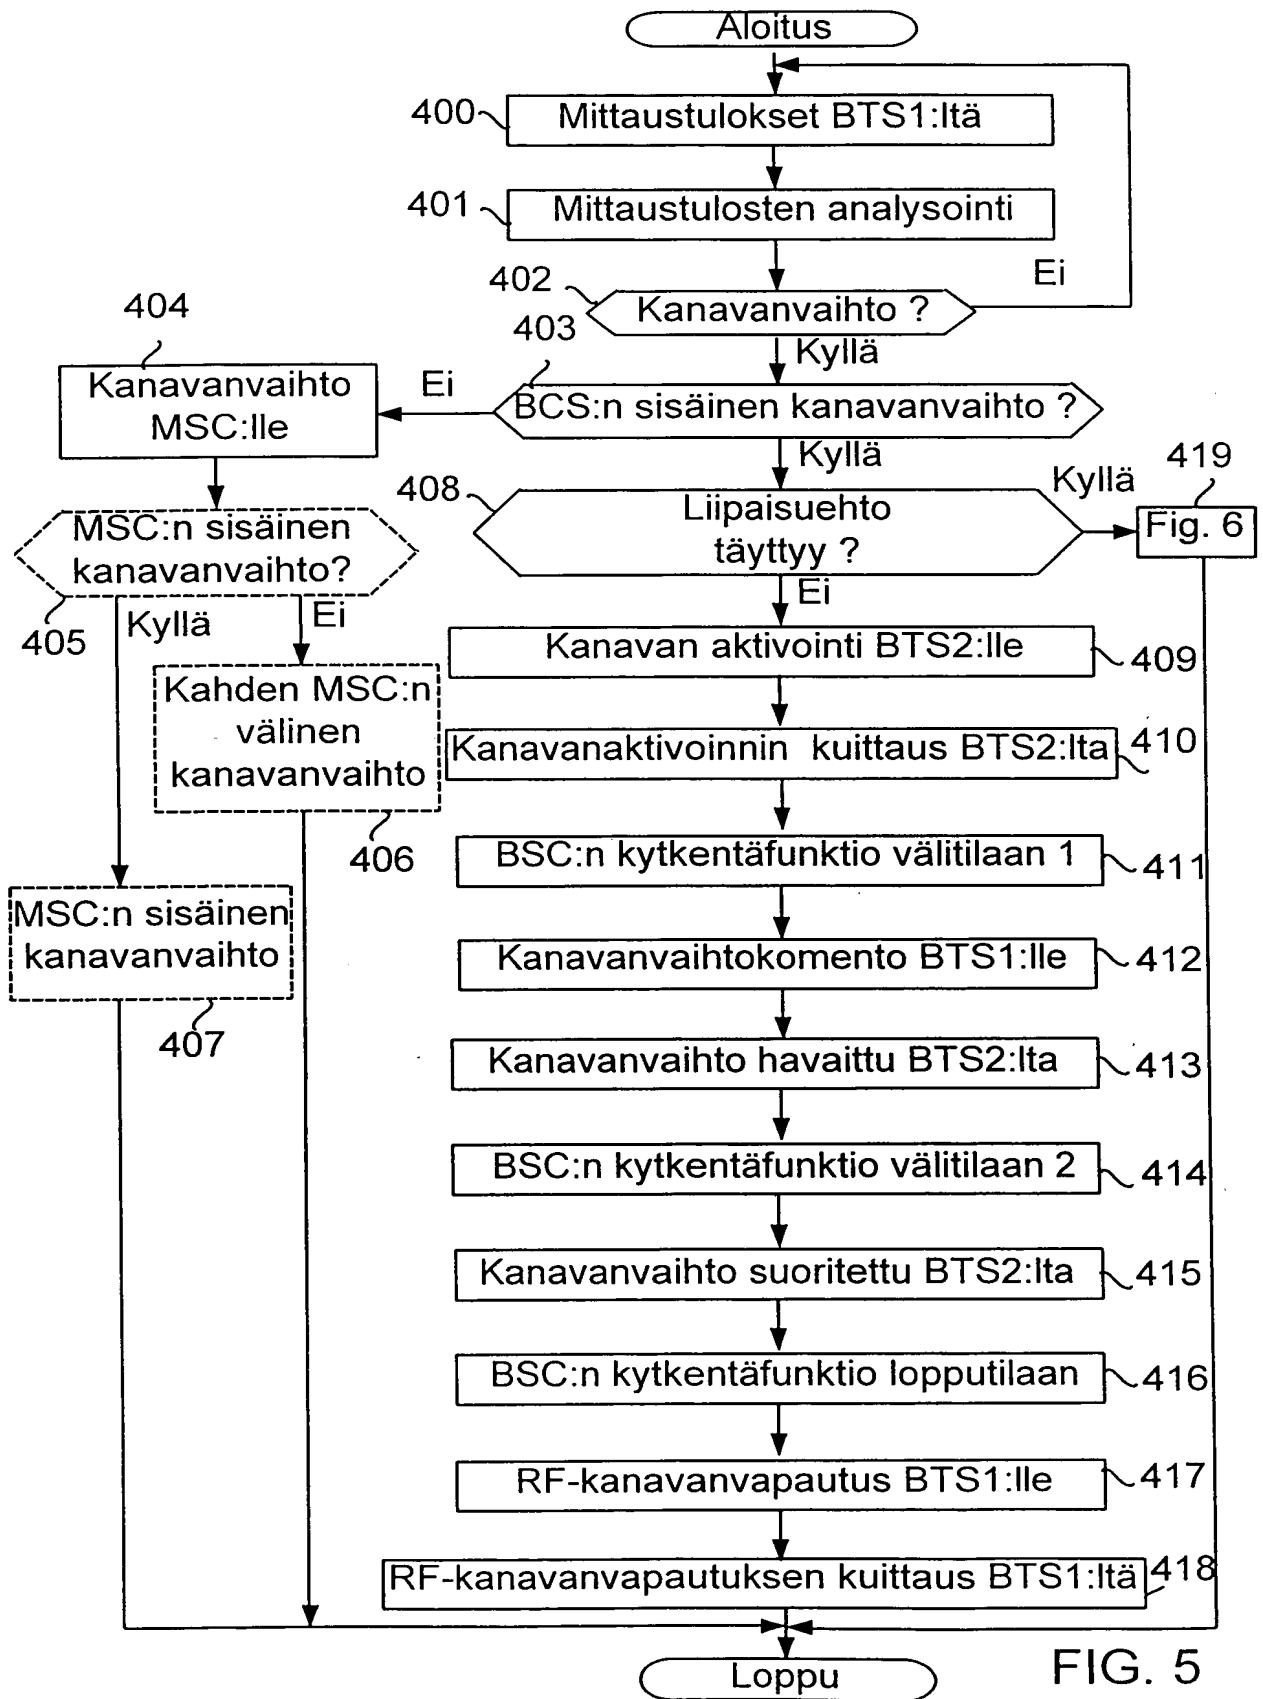 Aloitus
400
Mittaustulokset BTS1:ltä
401
Mittaustulosten analysointi
402
Kanavanvaihto ?
Ei
Kyllä
403
BCS:n sisäinen kanavanvaihto ?
Ei
404
Kanavanvaihto
MSC:lle
Kyllä
408
Liipaisuehto
täyttyy ?
Kyllä
419
Fig. 6
Ei
MSC:n sisäinen
kanavanvaihto?
405
Kyllä
Ei
Kahden MSC:n
välinen
kanavanvaihto
406
MSC:n sisäinen
kanavanvaihto
407
Kanavan aktivointi BTS2:lle
409
Kanavanaktivoinnin kuittaus BTS2:lta
410
BSC:n kytkentäfunktio välitilaan 1
411
Kanavanvaihtokomento BTS1:lle
412
Kanavanvaihto havaittu BTS2:lta
413
BSC:n kytkentäfunktio välitilaan 2
414
Kanavanvaihto suoritettu BTS2:lta
415
BSC:n kytkentäfunktio lopputilaan
416
RF-kanavanvapautus BTS1:lle
417
RF-kanavanvapautuksen kuittaus BTS1:ltä
418
Loppu
FIG. 5